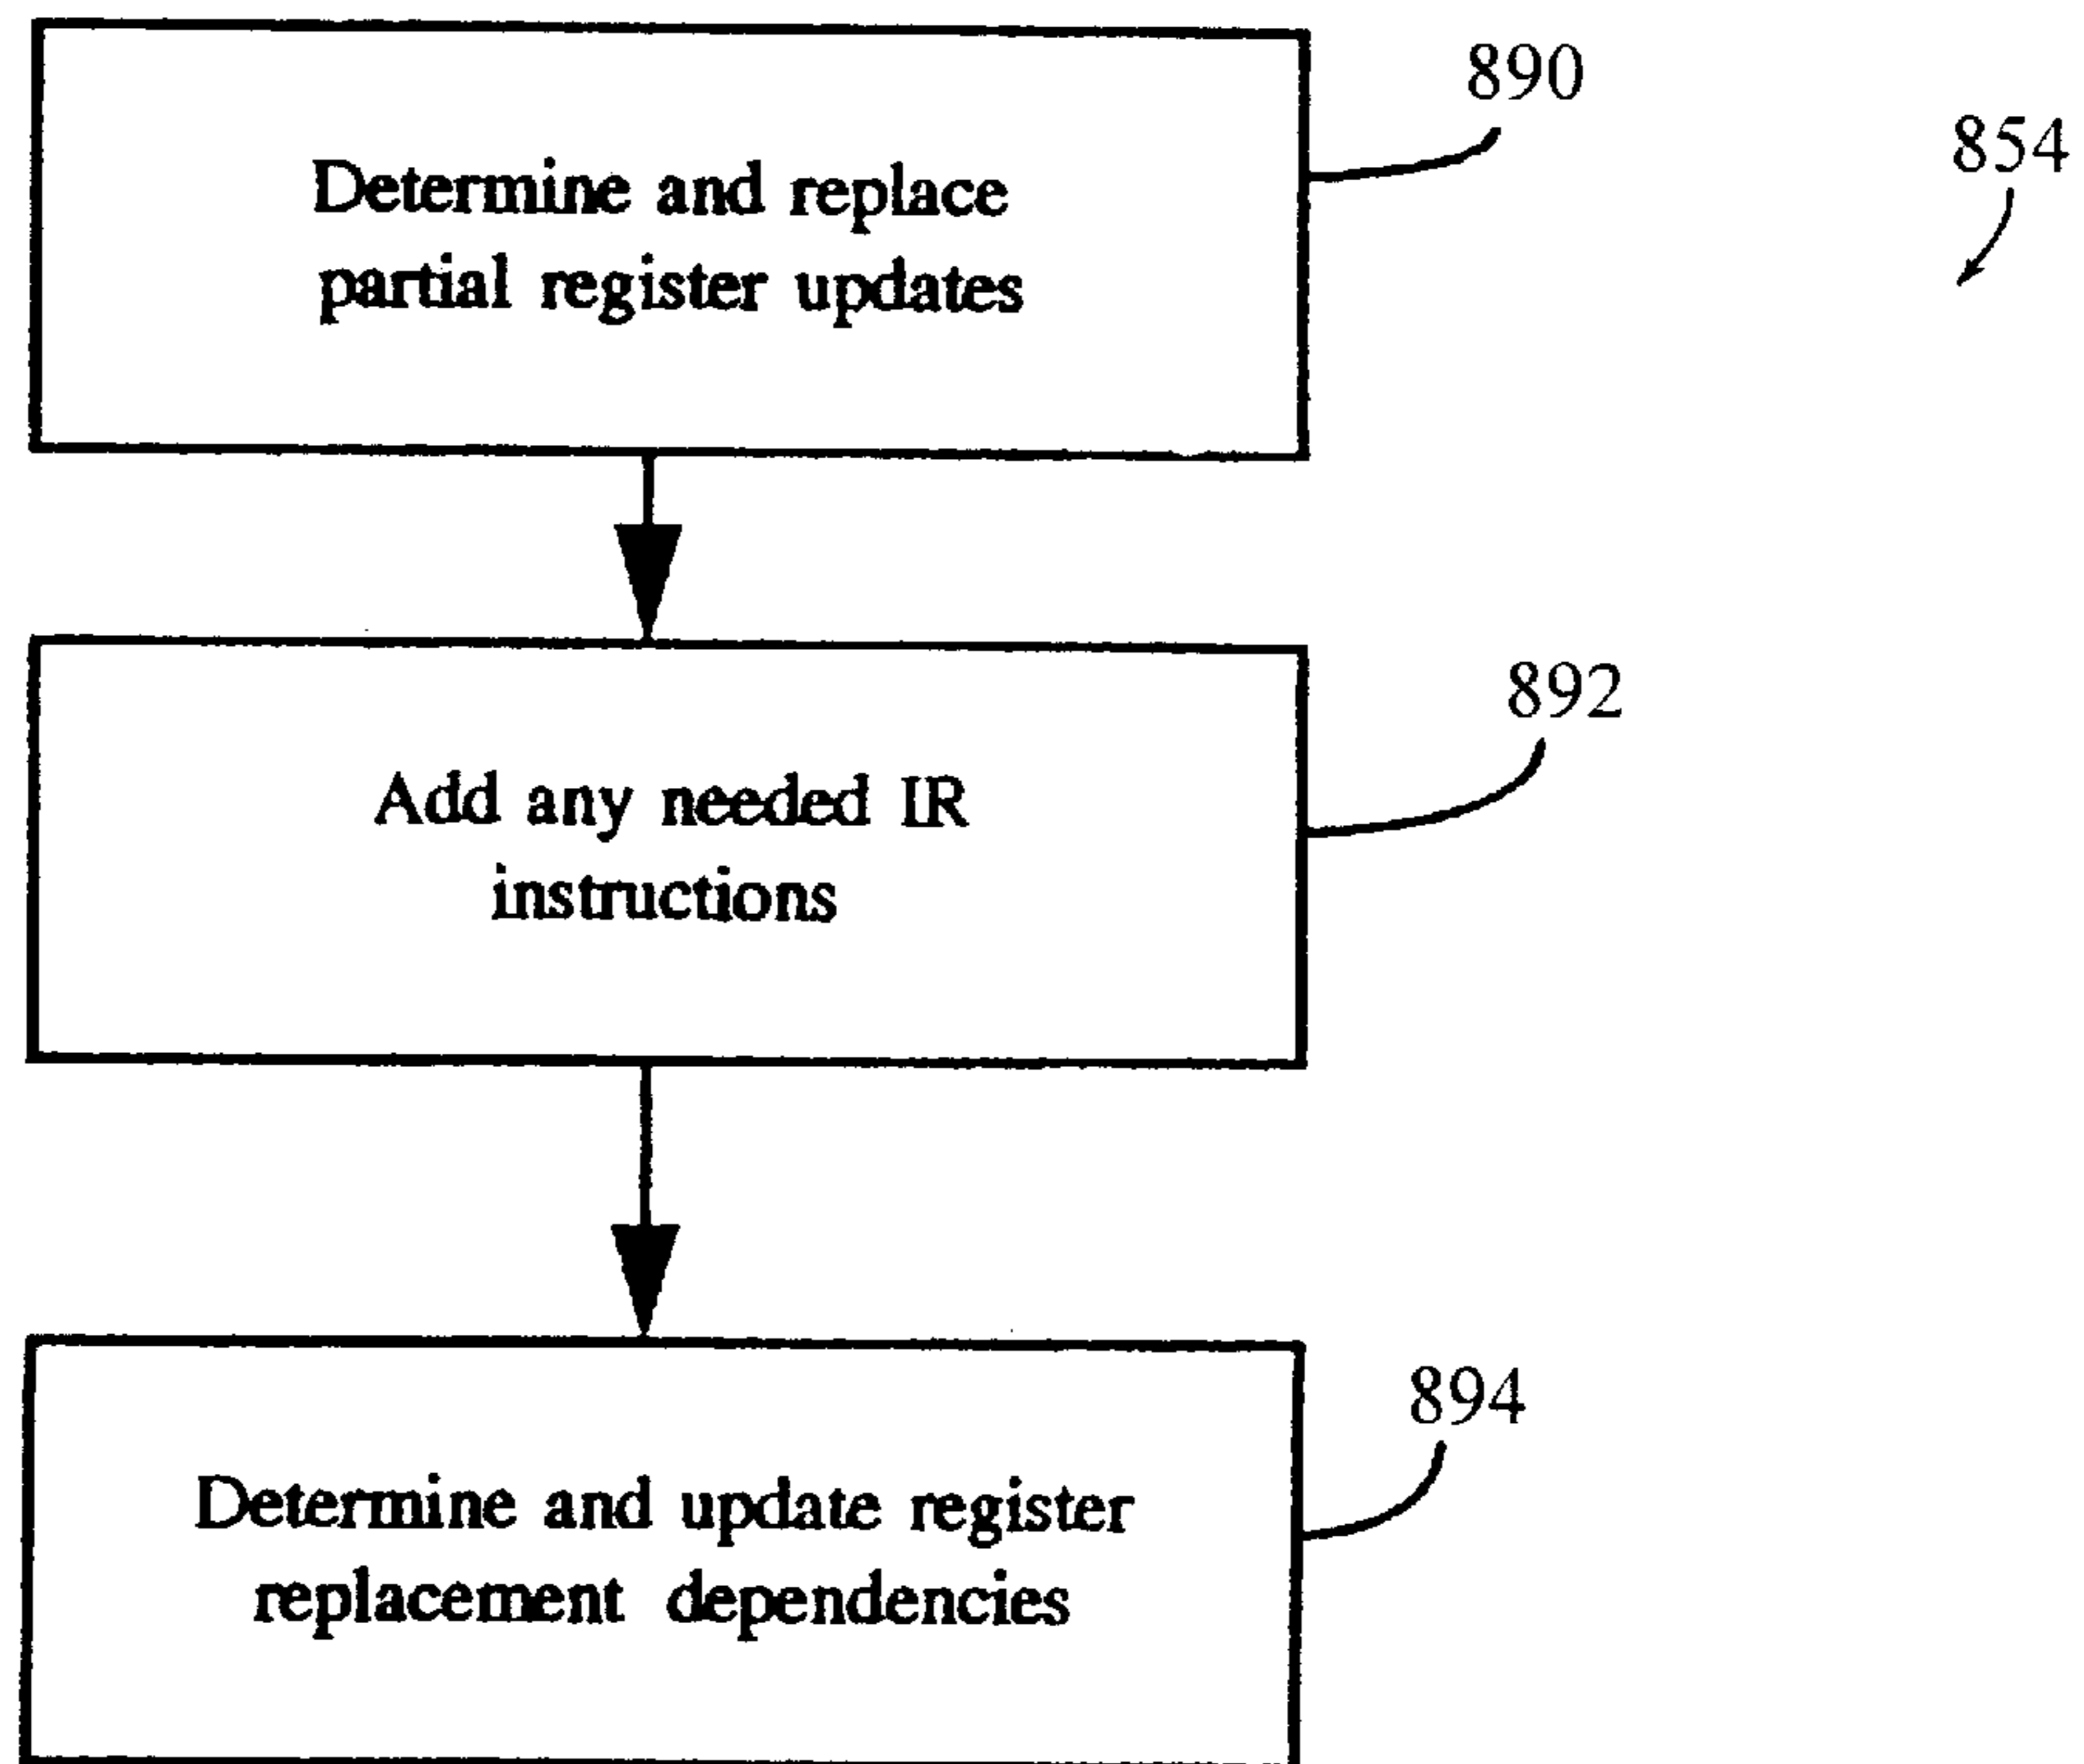 890
854
Determine and replace
partial register updates
892
Add any needed IR
instructions
894
Determine and update register
replacement dependencies